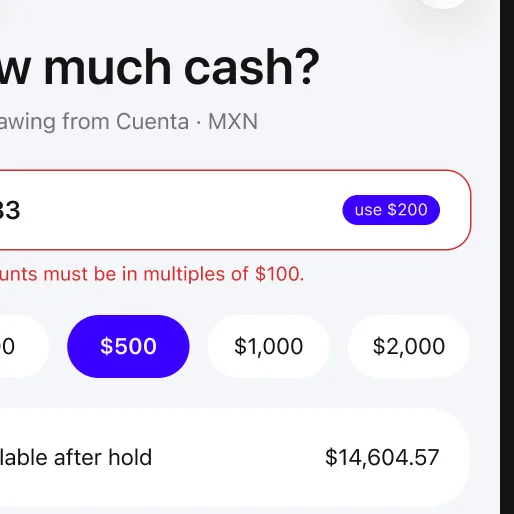 w much cash?
awing from Cuenta · MXN
33 use $200
unts must be in multiples of $100.
00 $500 $1,000 $2,000
lable after hold $14,604.57